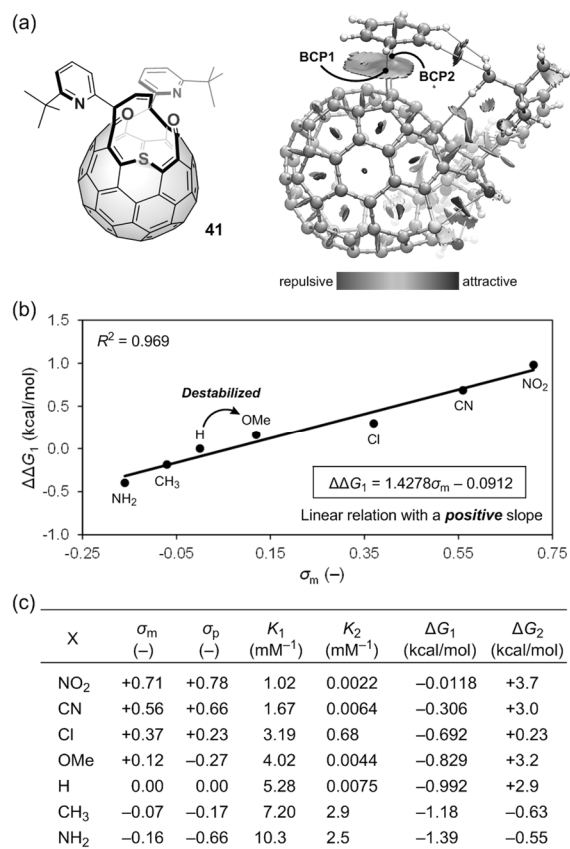 (a)
N
N
O
O
S
41
BCP1
BCP2
repulsive
attractive
(b)
1.5
1.0
0.5
0.0
-0.5
-1.0
ΔΔG₁ (kcal/mol)
R² = 0.969
Destabilized
H
OMe
NO₂
CN
Cl
CH₃
NH₂
ΔΔG₁ = 1.4278σₘ – 0.0912
Linear relation with a positive slope
-0.25 -0.05 0.15 0.35 0.55 0.75
σₘ (–)
(c)
X σₘ (–) σₚ (–) K₁ (mM⁻¹) K₂ (mM⁻¹) ΔG₁ (kcal/mol) ΔG₂ (kcal/mol)
NO₂ +0.71 +0.78 1.02 0.0022 –0.0118 +3.7
CN +0.56 +0.66 1.67 0.0064 –0.306 +3.0
Cl +0.37 +0.23 3.19 0.68 –0.692 +0.23
OMe +0.12 –0.27 4.02 0.0044 –0.829 +3.2
H 0.00 0.00 5.28 0.0075 –0.992 +2.9
CH₃ –0.07 –0.17 7.20 2.9 –1.18 –0.63
NH₂ –0.16 –0.66 10.3 2.5 –1.39 –0.55